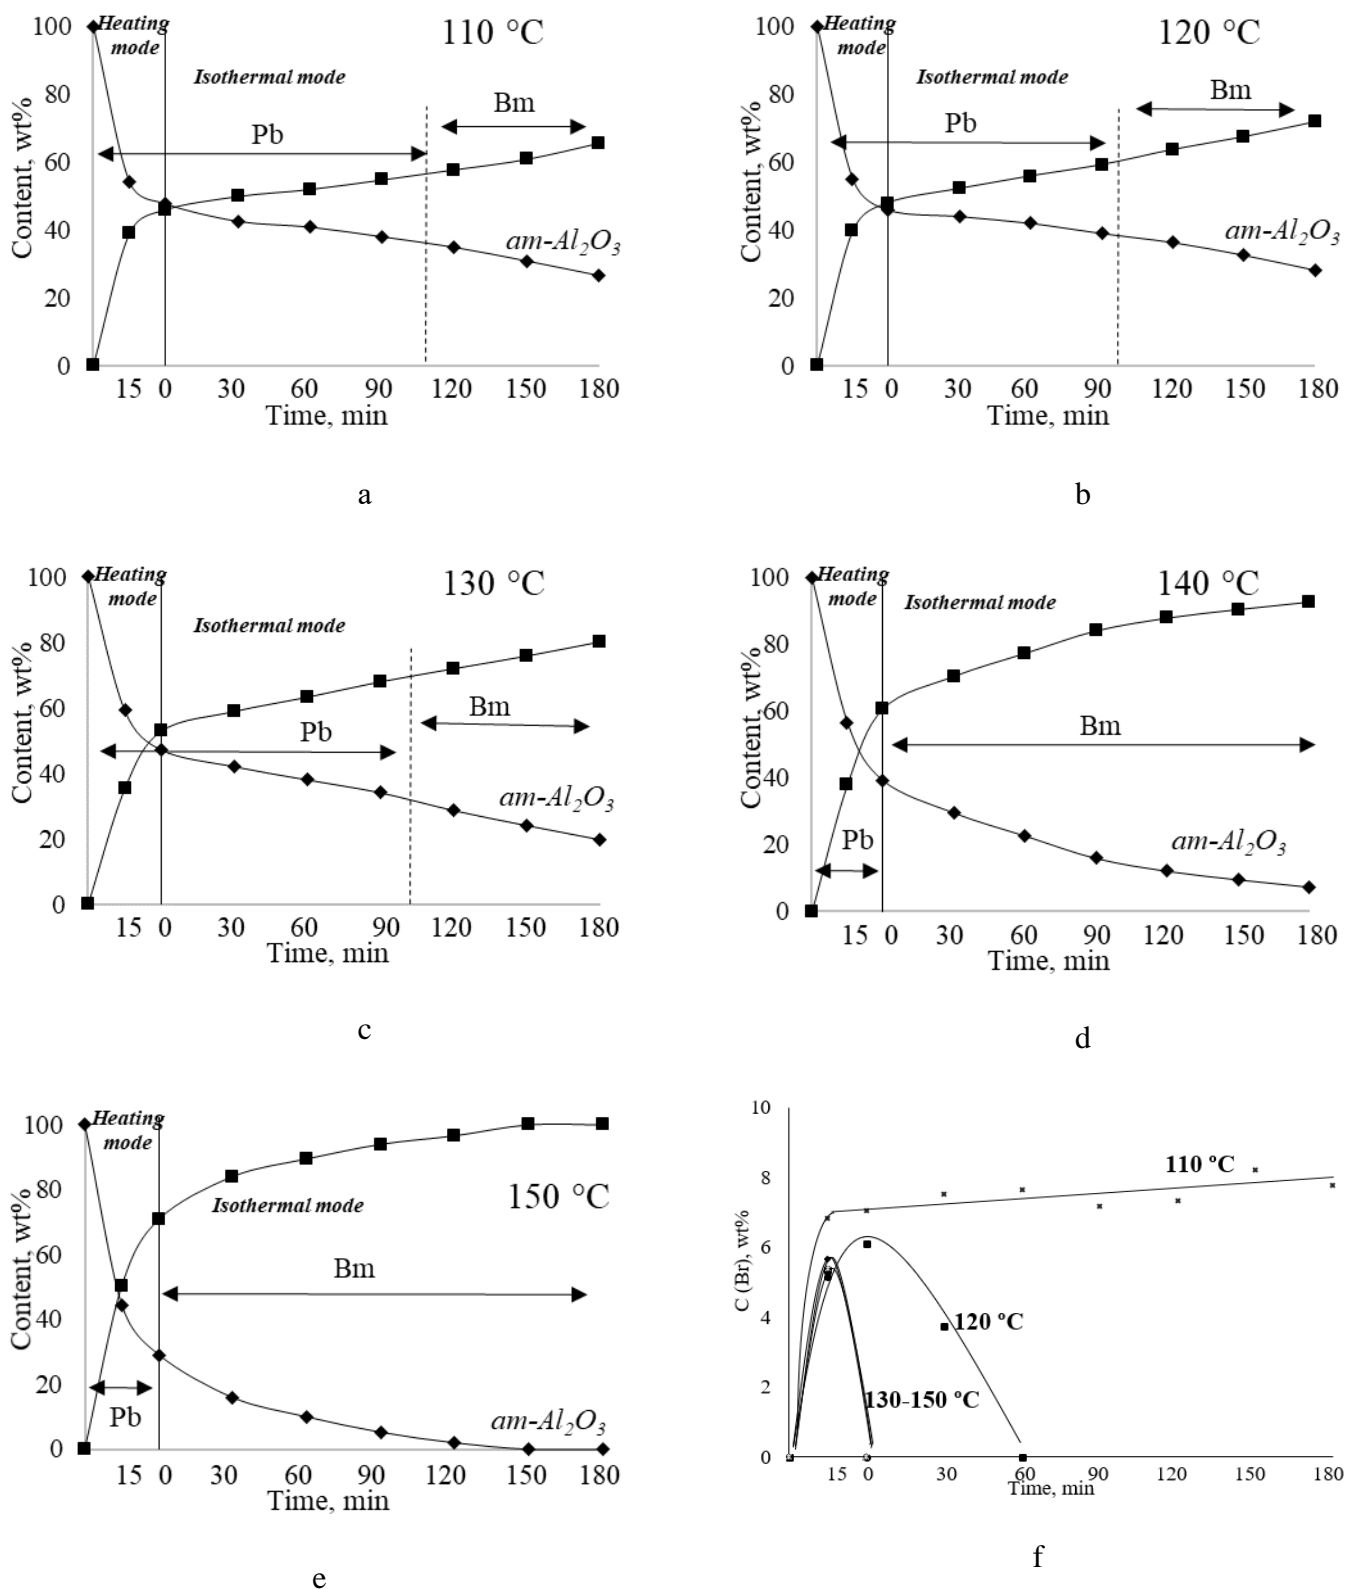 Heating
mode
110 °C
Isothermal mode
Bm
Pb
am-Al2O3
Content, wt%
100
80
60
40
20
0
15 0 30 60 90 120 150 180
Time, min
a
Heating
mode
120 °C
Isothermal mode
Bm
Pb
am-Al2O3
Content, wt%
100
80
60
40
20
0
15 0 30 60 90 120 150 180
Time, min
b
Heating
mode
130 °C
Isothermal mode
Bm
Pb
am-Al2O3
Content, wt%
100
80
60
40
20
0
15 0 30 60 90 120 150 180
Time, min
c
Heating
mode
140 °C
Isothermal mode
Bm
Pb
am-Al2O3
Content, wt%
100
80
60
40
20
0
15 0 30 60 90 120 150 180
Time, min
d
Heating
mode
150 °C
Isothermal mode
Bm
Pb
am-Al2O3
Content, wt%
100
80
60
40
20
0
15 0 30 60 90 120 150 180
Time, min
e
10
8
6
4
2
0
C (Br), wt%
110 °C
120 °C
130-150 °C
15 0 30 60 90 120 150 180
Time, min
f